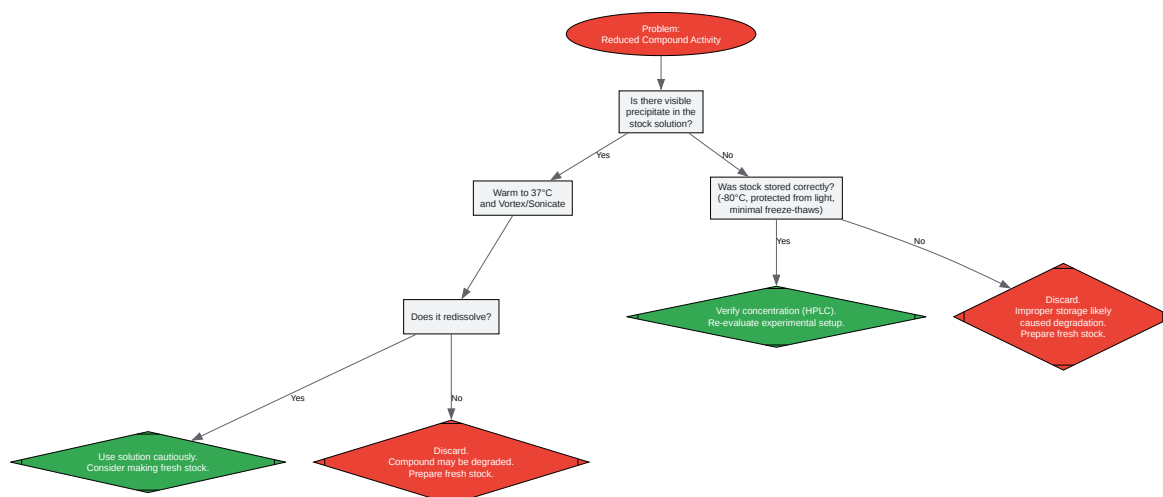 Problem:
Reduced Compound Activity
Is there visible
precipitate in the
stock solution?
Yes
No
Warm to 37°C
and Vortex/Sonicate
Was stock stored correctly?
(-80°C, protected from light,
minimal freeze-thaws)
Yes
No
Does it redissolve?
Verify concentration (HPLC).
Re-evaluate experimental setup.
Discard.
Improper storage likely
caused degradation.
Prepare fresh stock.
Yes
No
Use solution cautiously.
Consider making fresh stock.
Discard.
Compound may be degraded.
Prepare fresh stock.